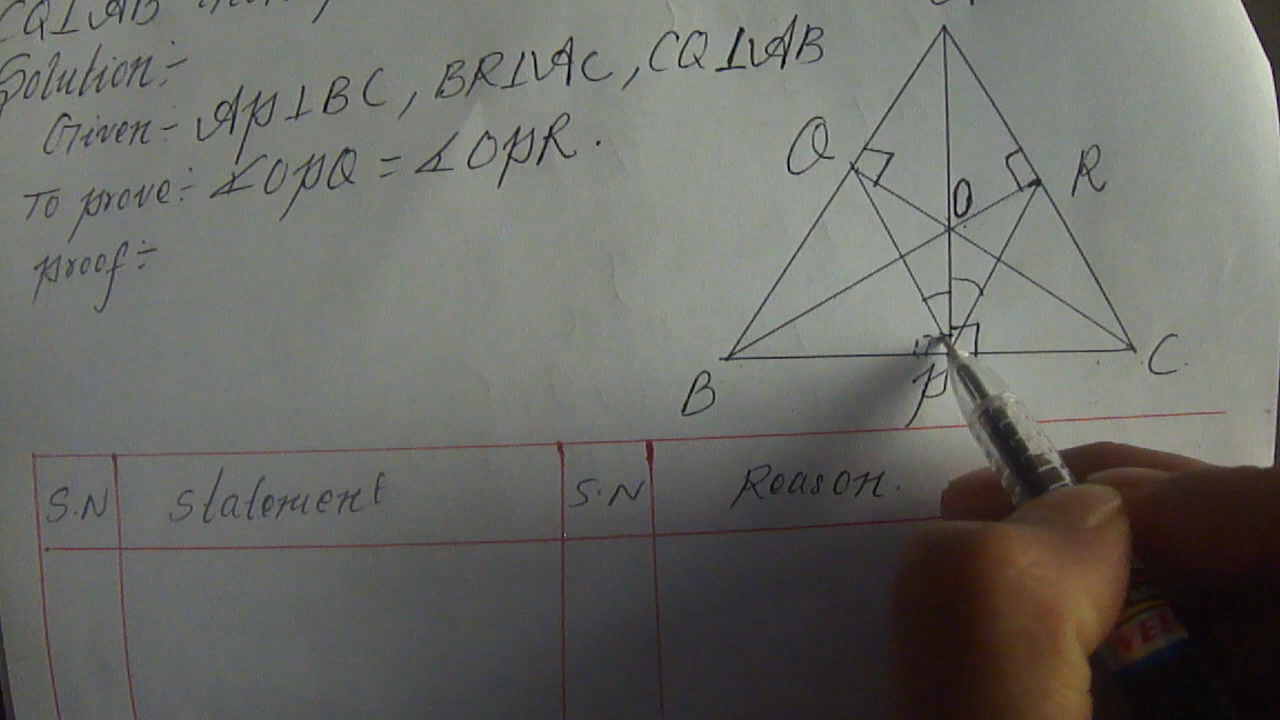 CQ⊥AB
Solution:-
Given:- AP⊥BC, BR⊥AC, CQ⊥AB
To prove:- ∡OPQ = ∡OPR.
proof:-
Q
O
R
B
P
C.
S.N Statement S.N Reason.